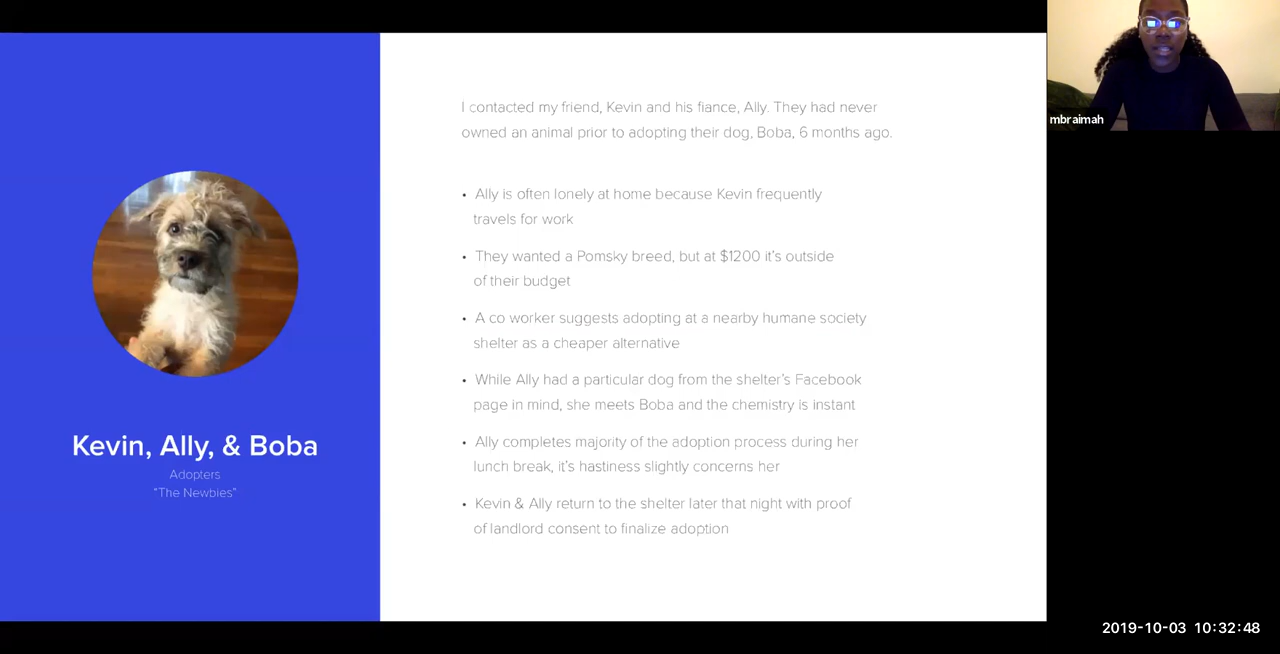 mbraimah
I contacted my friend, Kevin and his fiance, Ally. They had never
owned an animal prior to adopting their dog, Boba, 6 months ago.
• Ally is often lonely at home because Kevin frequently
travels for work
• They wanted a Pomsky breed, but at $1200 it's outside
of their budget
• A co worker suggests adopting at a nearby humane society
shelter as a cheaper alternative
• While Ally had a particular dog from the shelter's Facebook
page in mind, she meets Boba and the chemistry is instant
• Ally completes majority of the adoption process during her
lunch break, it's hastiness slightly concerns her
• Kevin & Ally return to the shelter later that night with proof
of landlord consent to finalize adoption
Kevin, Ally, & Boba
Adopters
"The Newbies"
2019-10-03 10:32:48